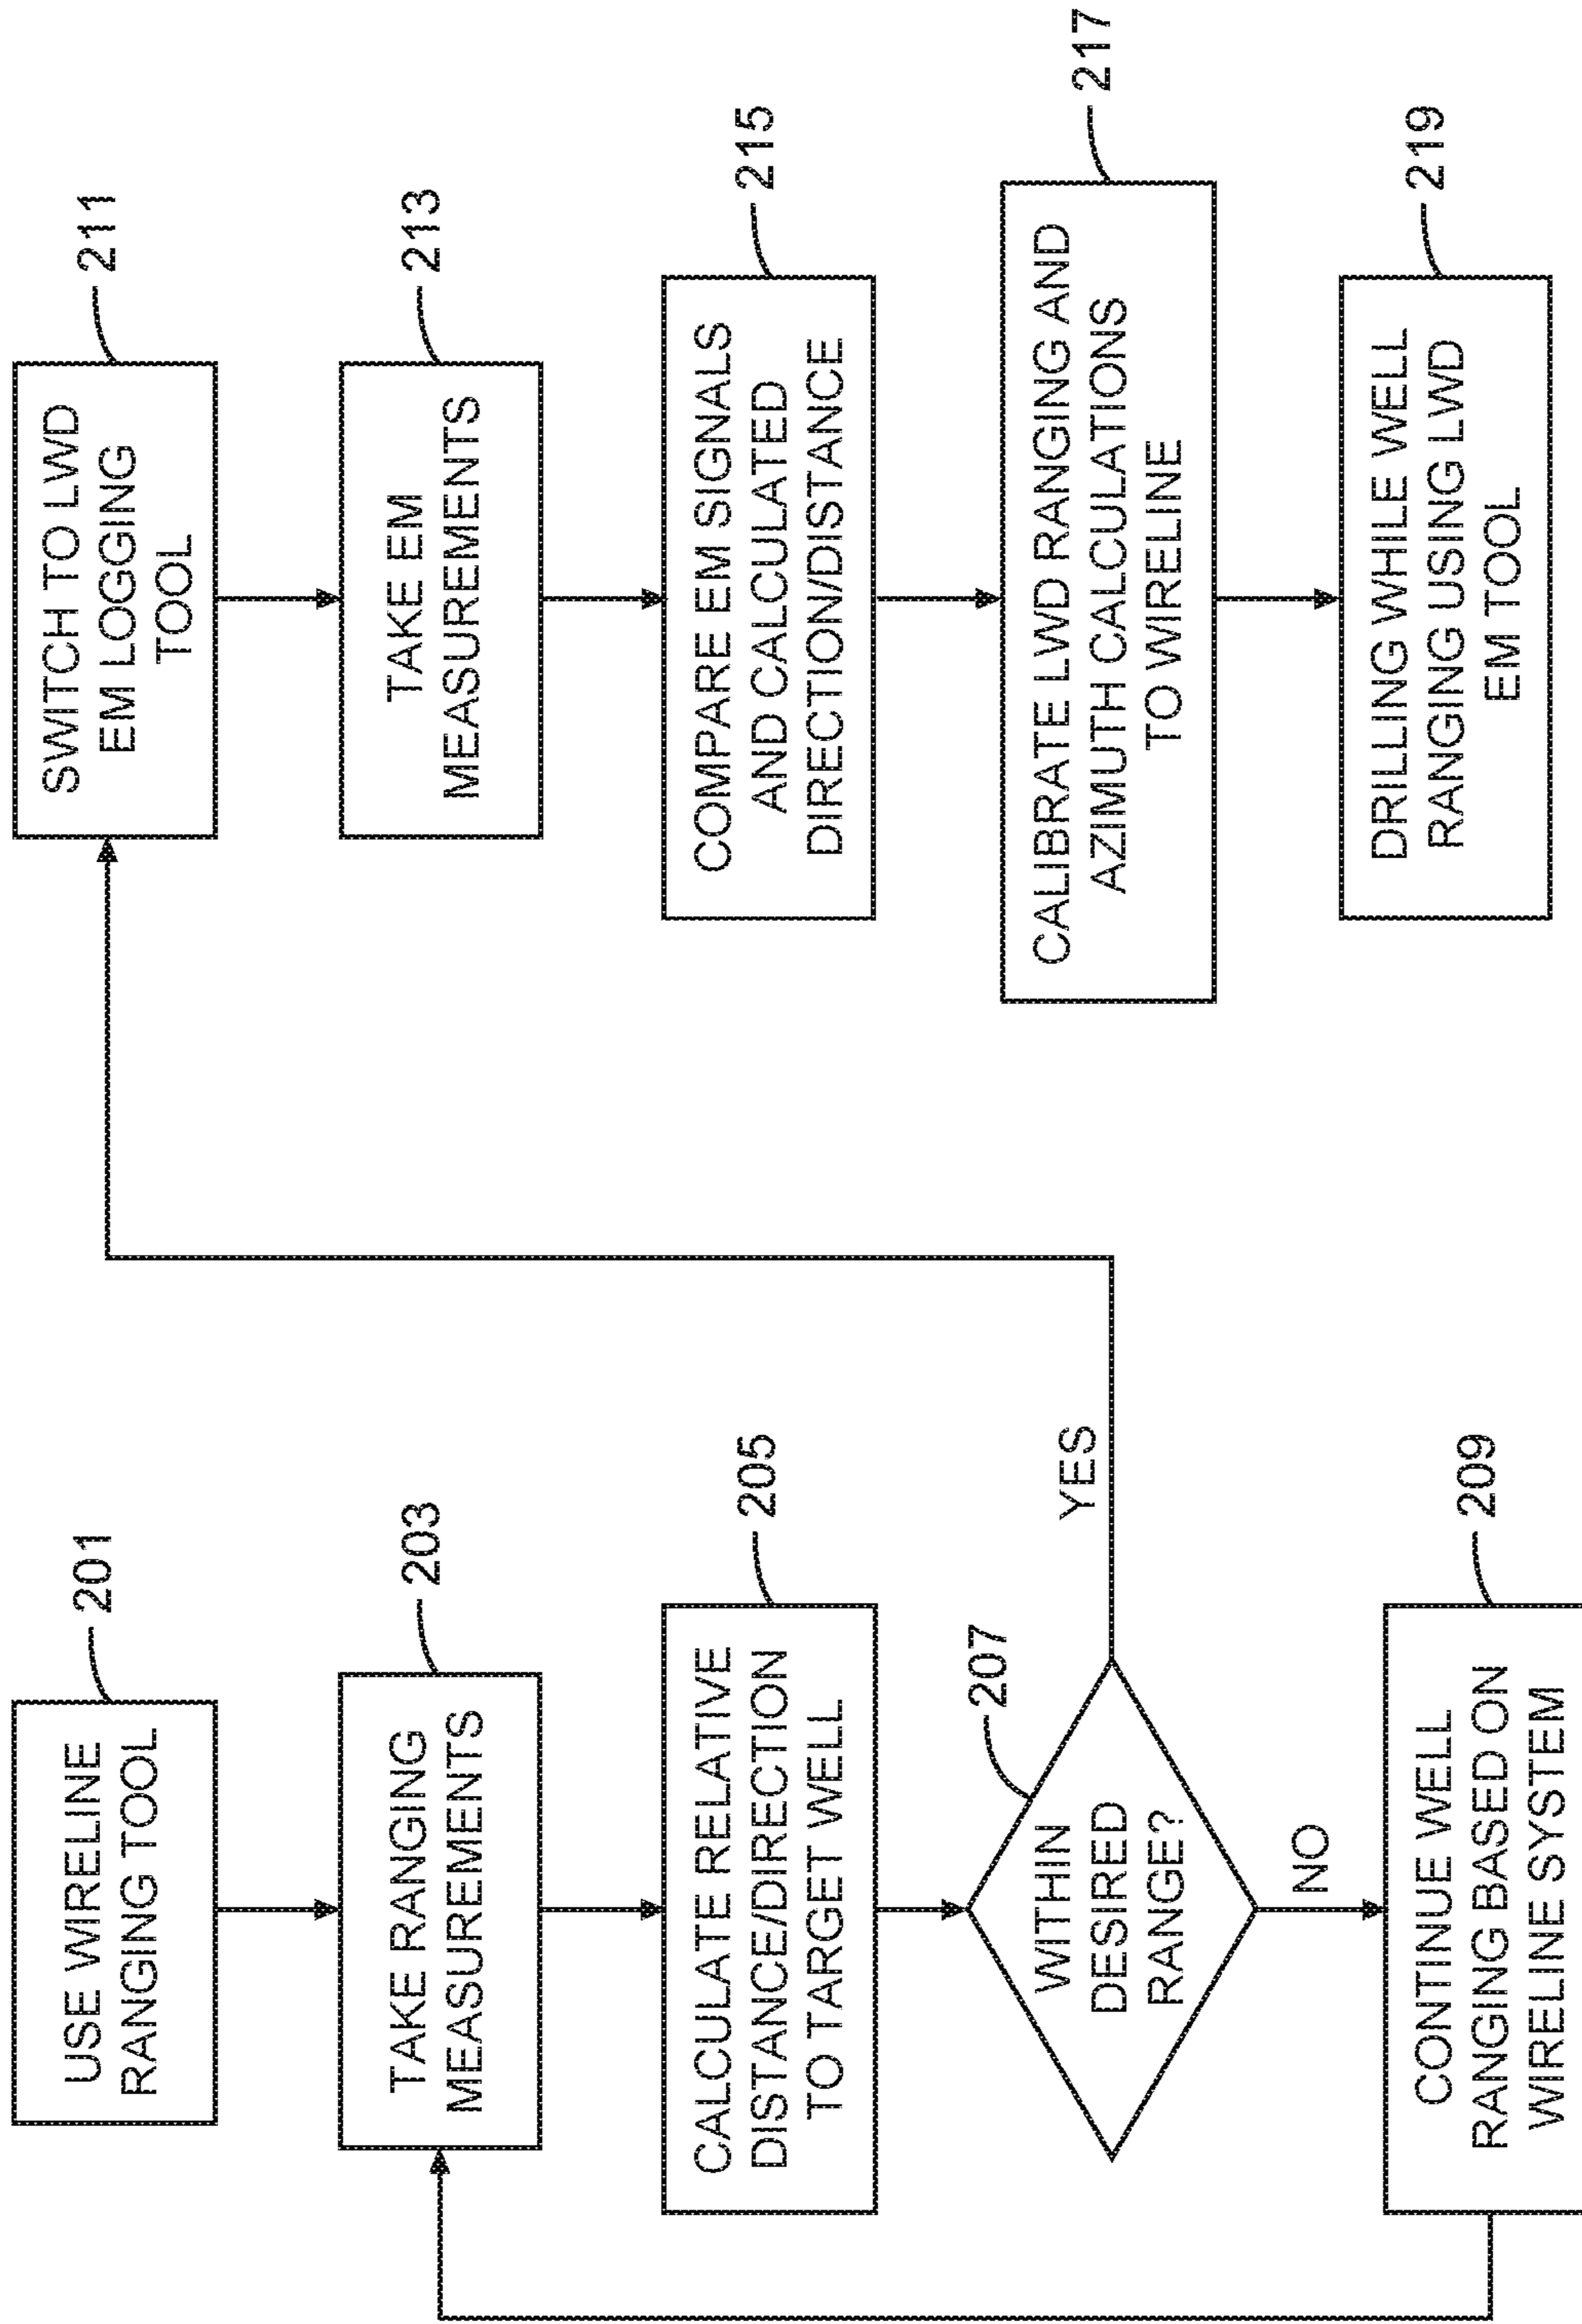 USE WIRELINE
RANGING TOOL
201
TAKE RANGING
MEASUREMENTS
203
CALCULATE RELATIVE
DISTANCE/DIRECTION
TO TARGET WELL
205
WITHIN
DESIRED
RANGE?
207
YES
NO
CONTINUE WELL
RANGING BASED ON
WIRELINE SYSTEM
209
SWITCH TO LWD
EM LOGGING
TOOL
211
TAKE EM
MEASUREMENTS
213
COMPARE EM SIGNALS
AND CALCULATED
DIRECTION/DISTANCE
215
CALIBRATE LWD RANGING AND
AZIMUTH CALCULATIONS
TO WIRELINE
217
DRILLING WHILE WELL
RANGING USING LWD
EM TOOL
219